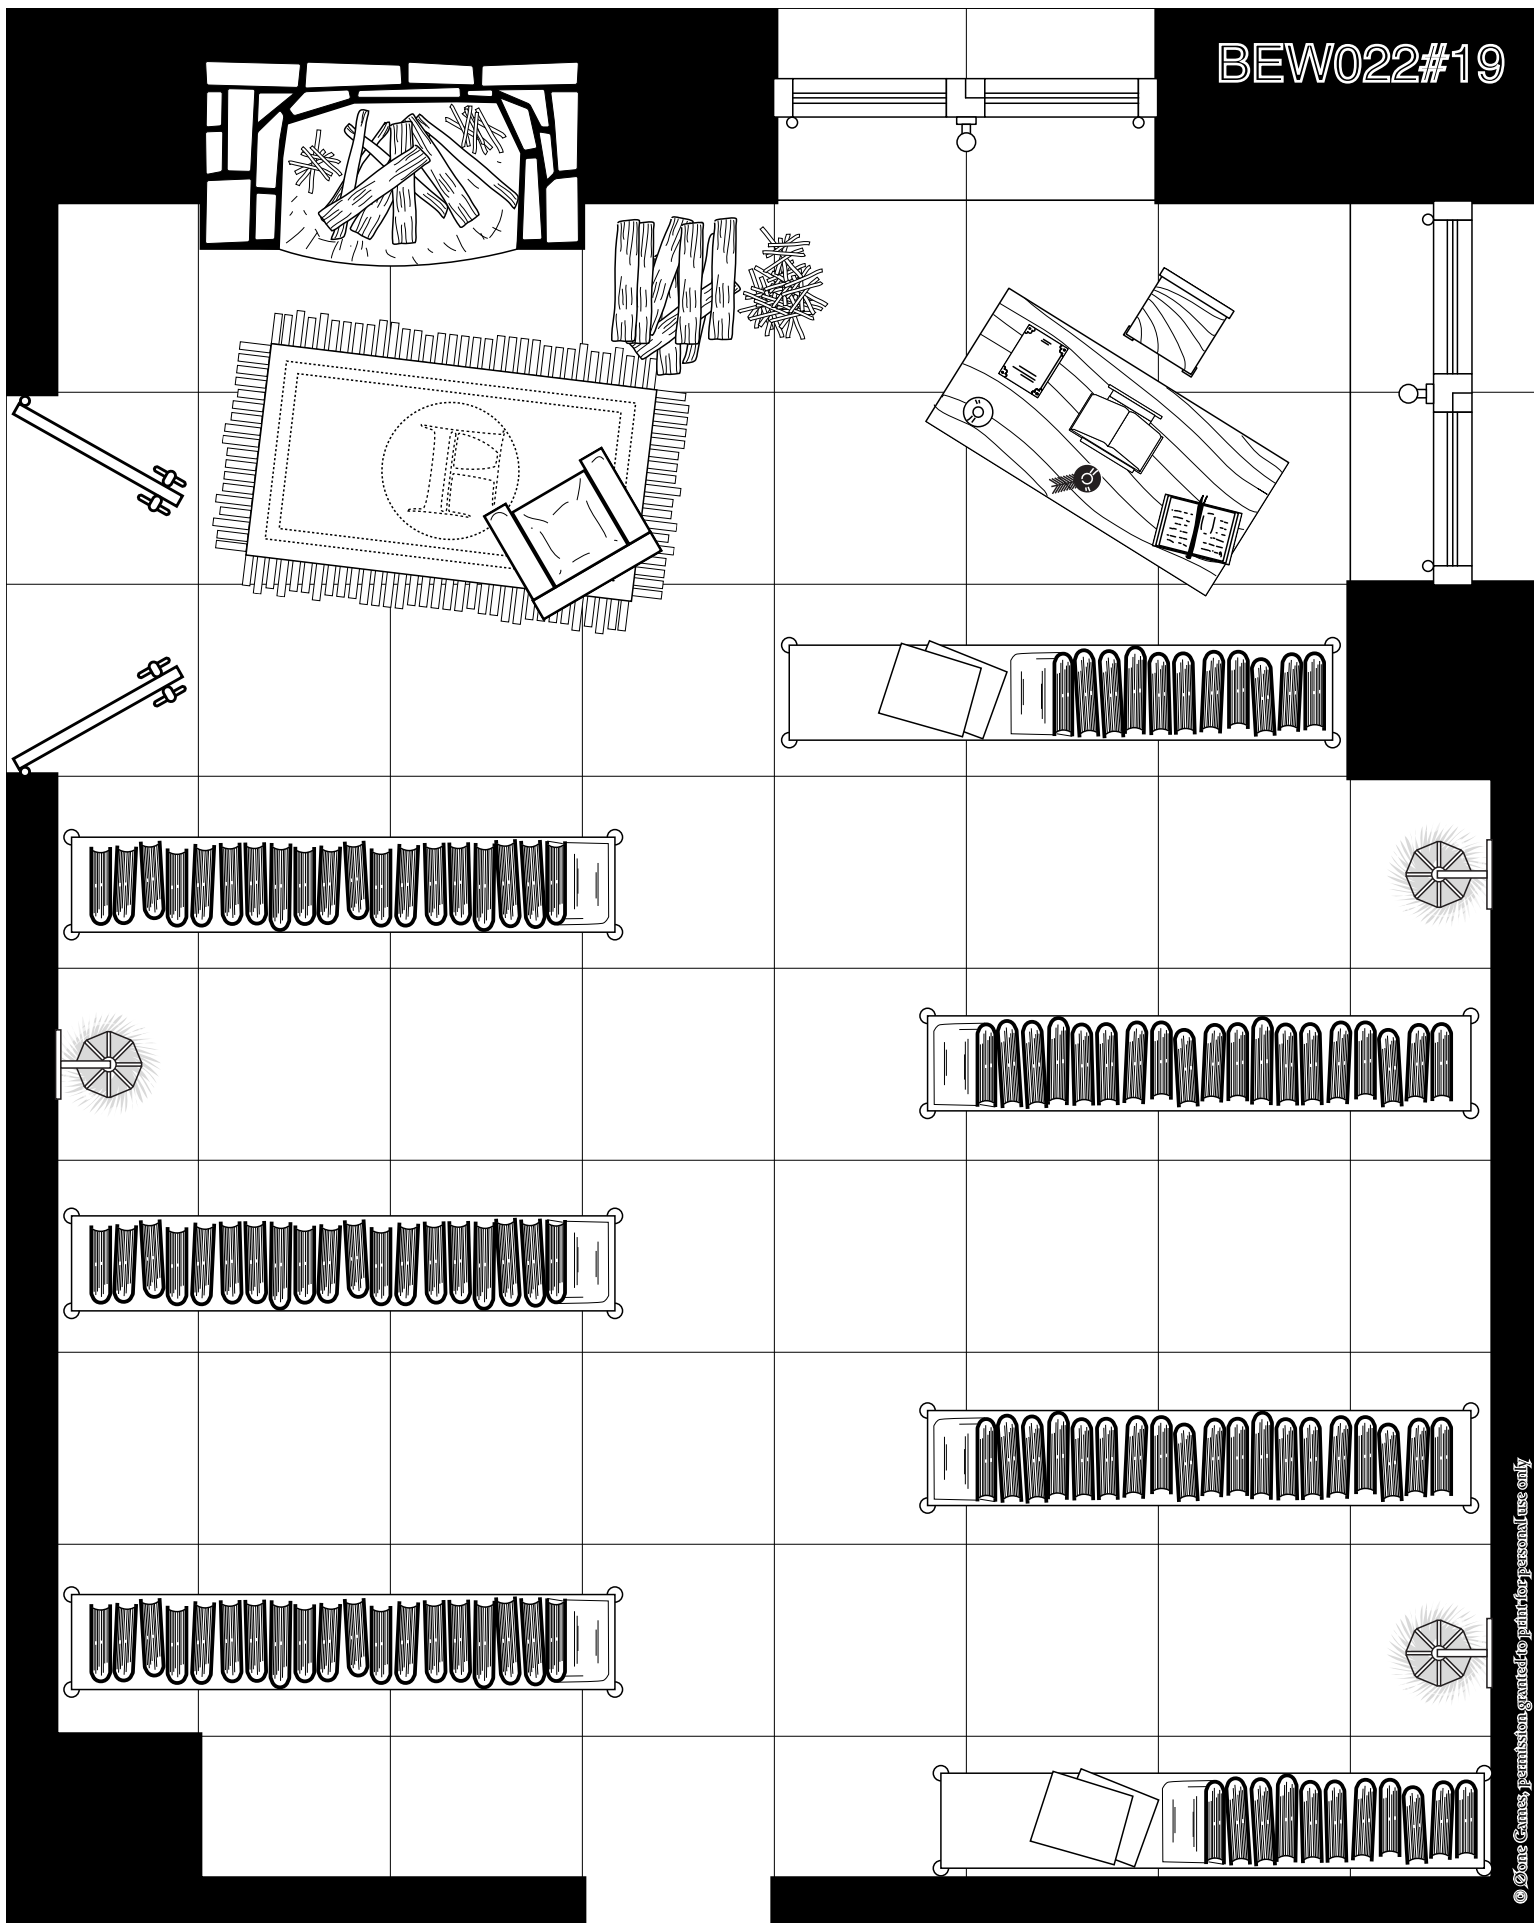 BEW022#19
E
© Øone Games, permission granted to print for personal use only